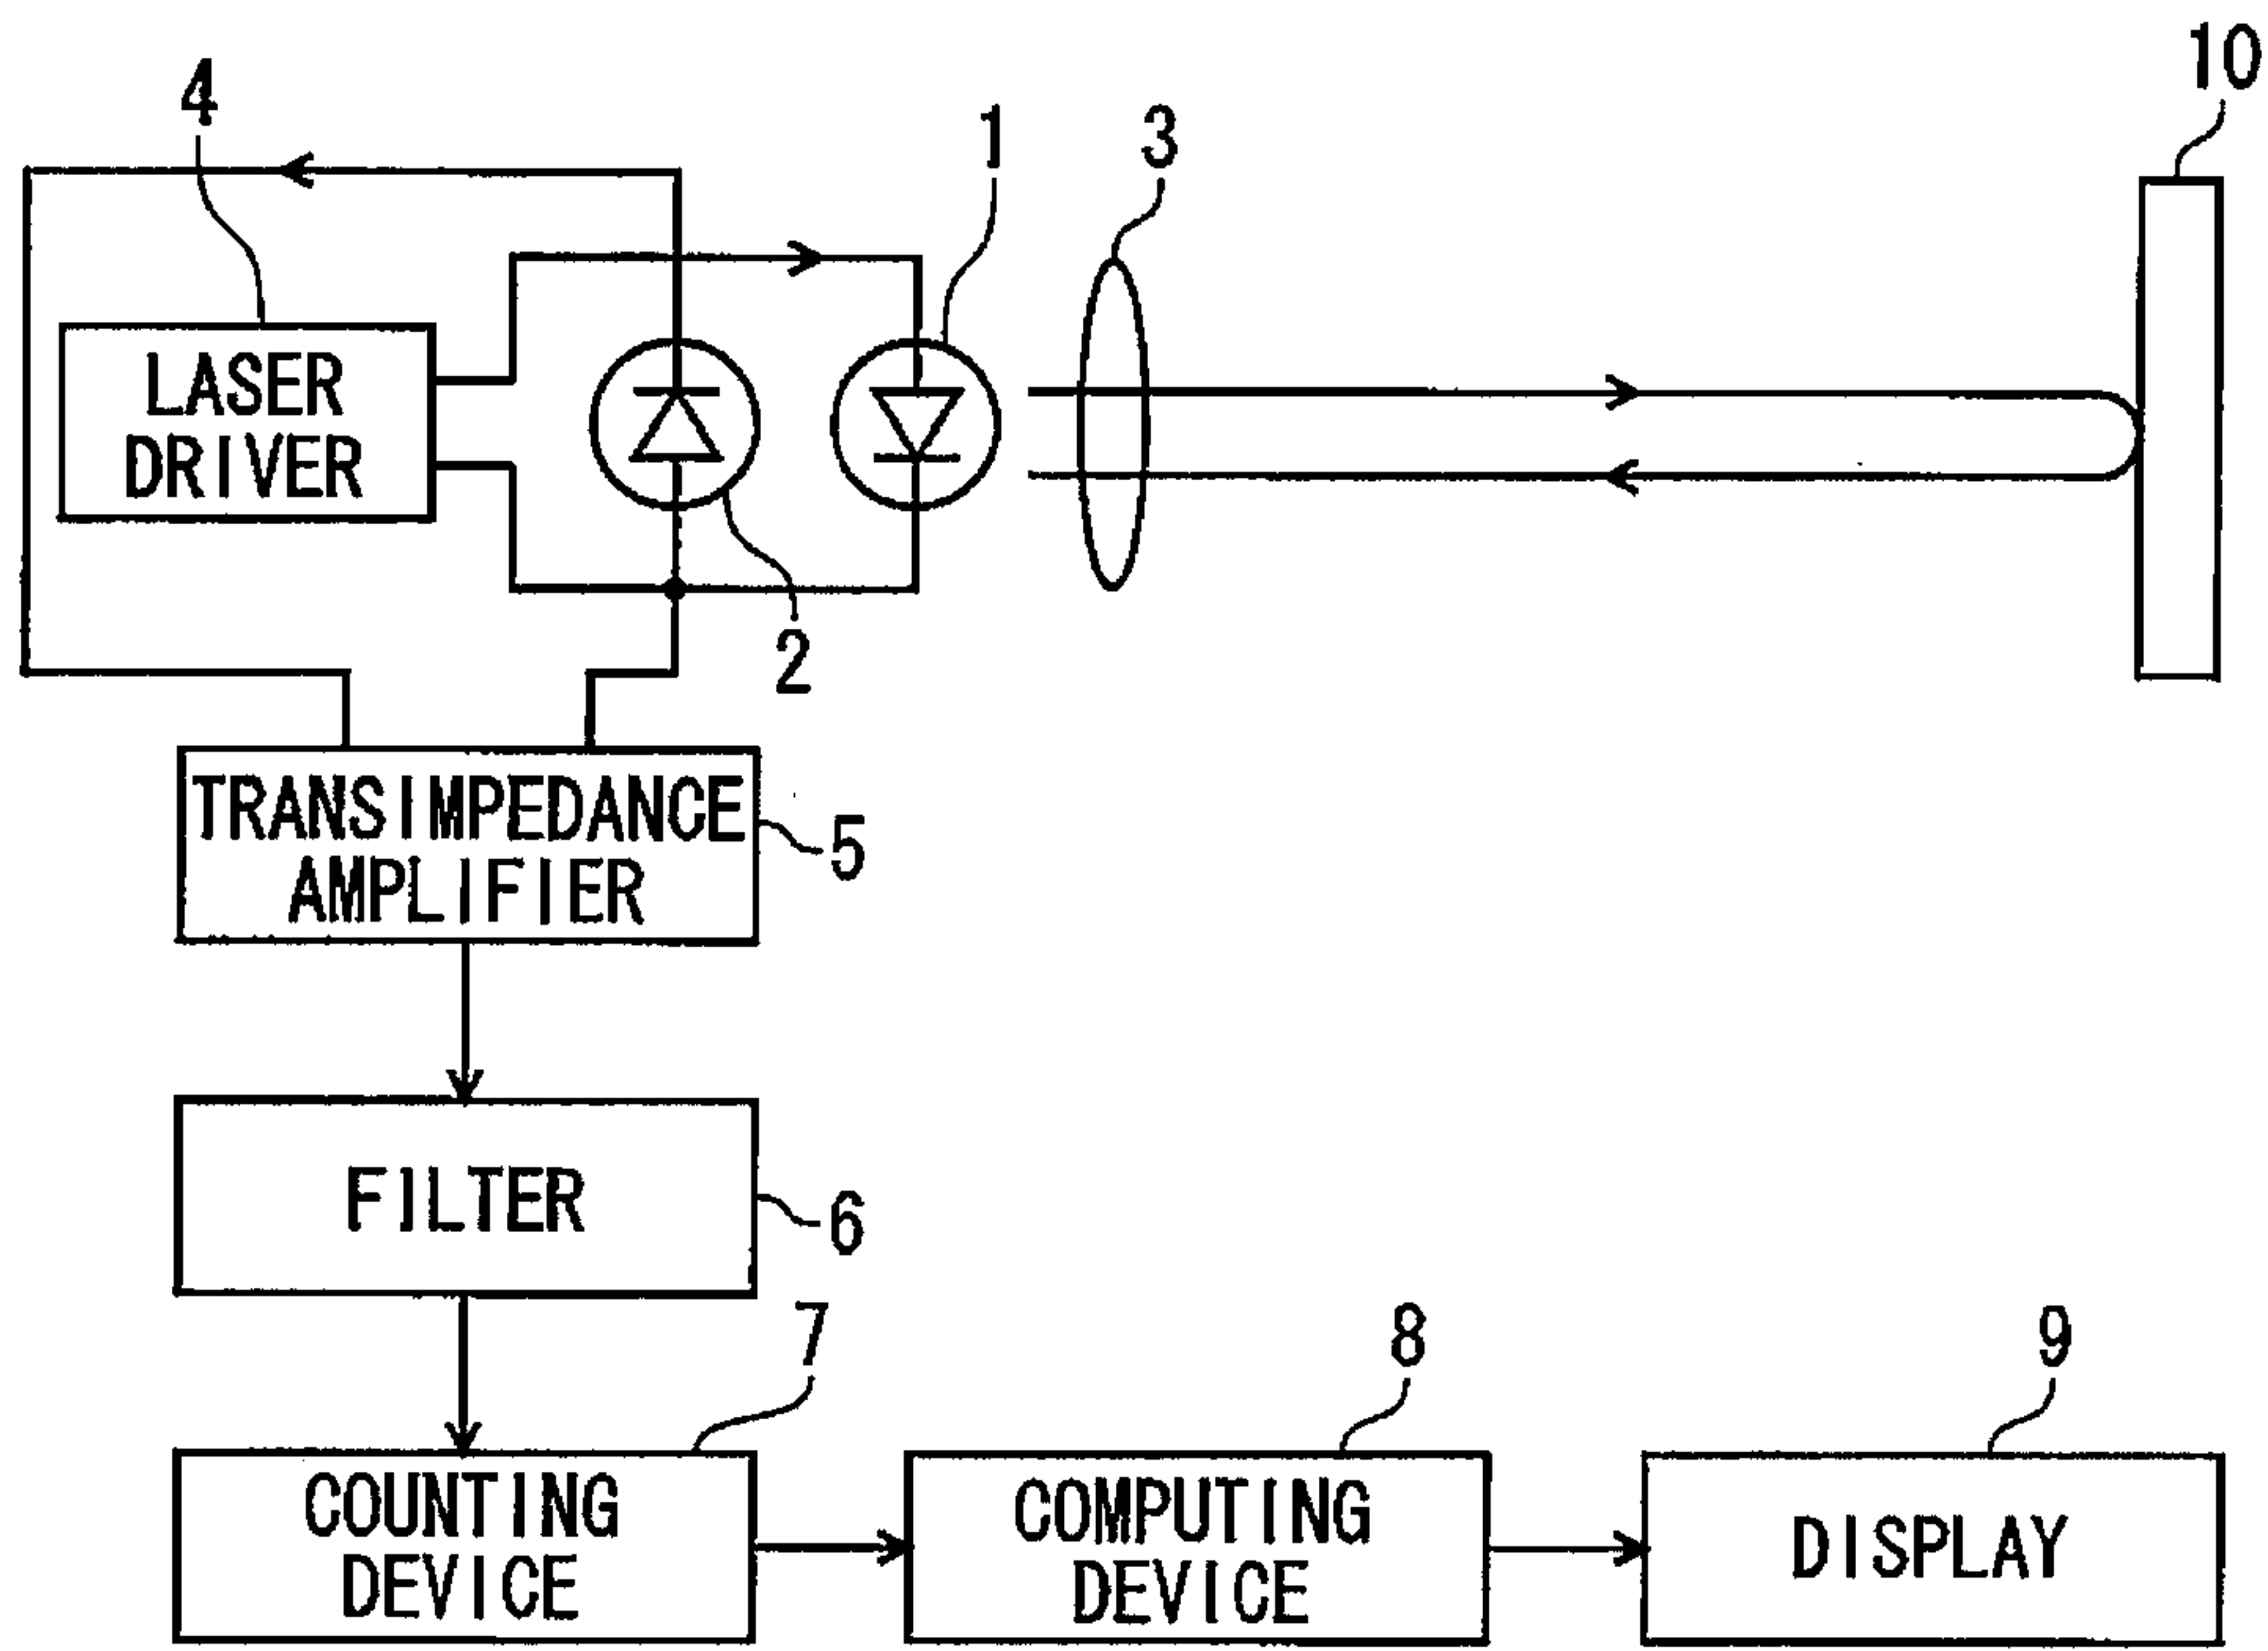 10
4
1
3
LASER
DRIVER
2
TRANSIMPEDANCE
AMPLIFIER
5
FILTER
6
7
8
9
COUNTING
DEVICE
COMPUTING
DEVICE
DISPLAY